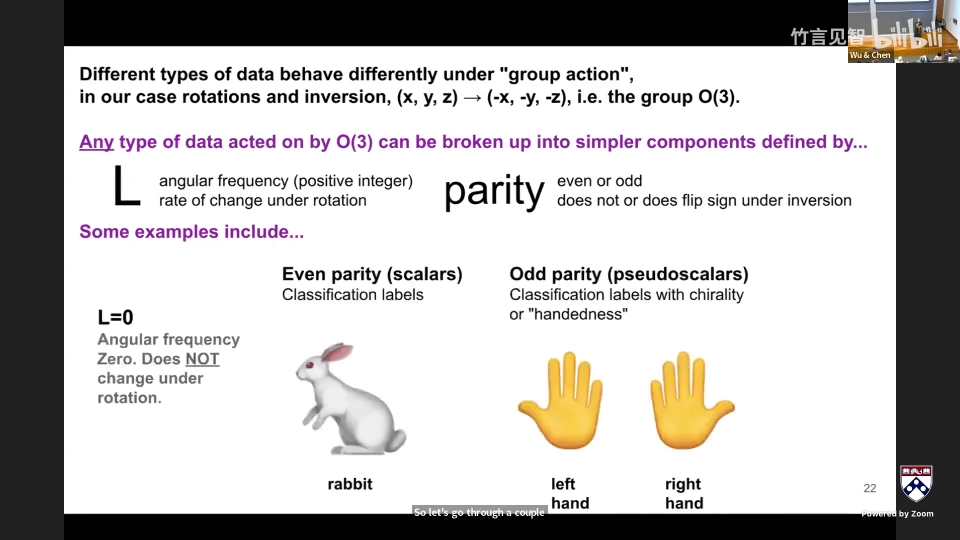 竹言见智 bilibili
Wu & Chen
Different types of data behave differently under "group action",
in our case rotations and inversion, (x, y, z) → (-x, -y, -z), i.e. the group O(3).
Any type of data acted on by O(3) can be broken up into simpler components defined by...
L angular frequency (positive integer)
rate of change under rotation
parity even or odd
does not or does flip sign under inversion
Some examples include...
Even parity (scalars)
Classification labels
Odd parity (pseudoscalars)
Classification labels with chirality
or "handedness"
L=0
Angular frequency
Zero. Does NOT
change under
rotation.
rabbit
left
hand
right
hand
22
So let's go through a couple
Powered by Zoom